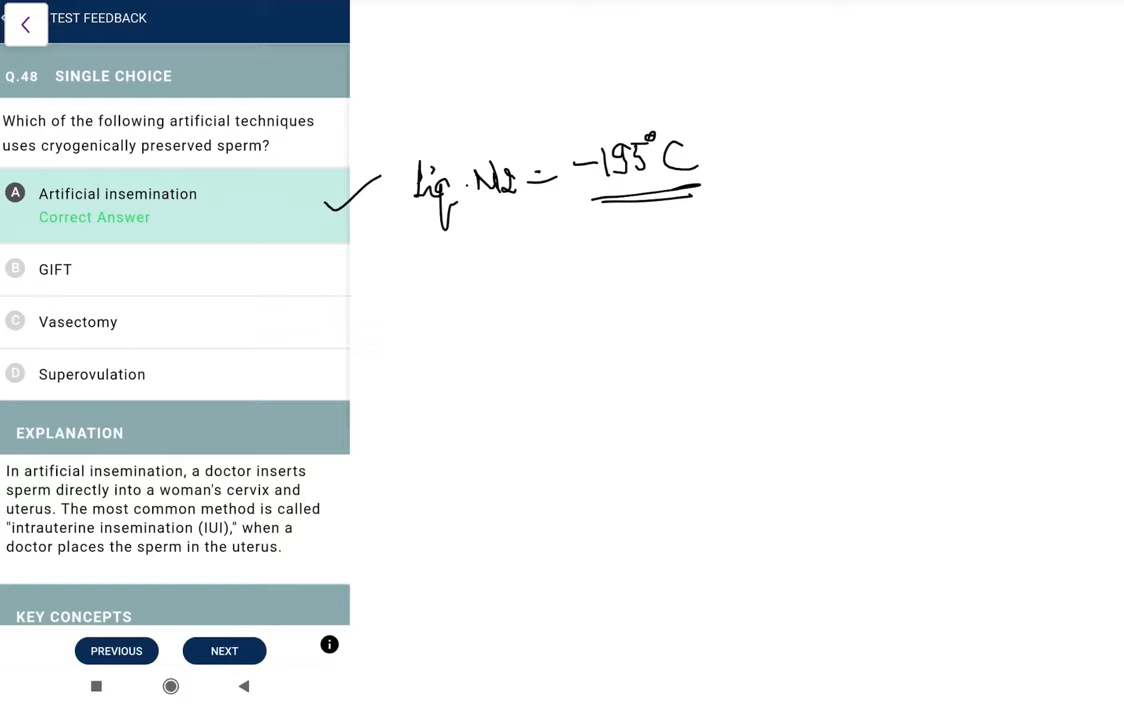 TEST FEEDBACK
Q.48 SINGLE CHOICE
Which of the following artificial techniques
uses cryogenically preserved sperm?
A Artificial insemination
Correct Answer
B GIFT
C Vasectomy
D Superovulation
EXPLANATION
In artificial insemination, a doctor inserts
sperm directly into a woman's cervix and
uterus. The most common method is called
"intrauterine insemination (IUI)," when a
doctor places the sperm in the uterus.
KEY CONCEPTS
PREVIOUS NEXT i
Liq. N2 = -195°C